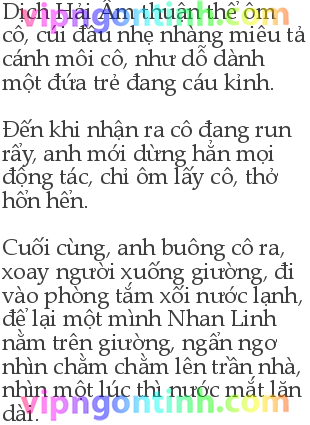 vipngontinh.com
Dịch Hải Âm thuận thể ôm
cô, cúi đầu nhẹ nhàng miêu tả
cánh môi cô, như dỗ dành
một đứa trẻ đang cáu kỉnh.
Đến khi nhận ra cô đang run
rẩy, anh mới dừng hẳn mọi
động tác, chỉ ôm lấy cô, thở
hổn hển.
Cuối cùng, anh buông cô ra,
xoay người xuống giường, đi
vào phòng tắm xối nước lạnh,
để lại một mình Nhan Linh
nằm trên giường, ngẩn ngơ
nhìn chằm chằm lên trần nhà,
nhìn một lúc thì nước mắt lăn
dài.
vipngontinh.com